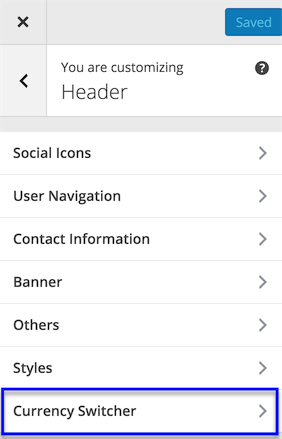 Saved
You are customizing
Header
Social Icons
User Navigation
Contact Information
Banner
Others
Styles
Currency Switcher